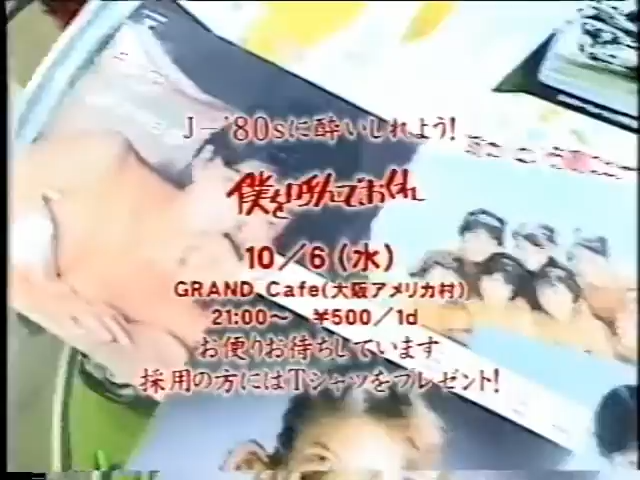 J-'80sに酔いしれよう!
僕を呼んでおくれ
10/6(水)
GRAND Cafe(大阪アメリカ村)
21:00〜 ¥500/1d
お便りお待ちしています
採用の方にはTシャツをプレゼント!